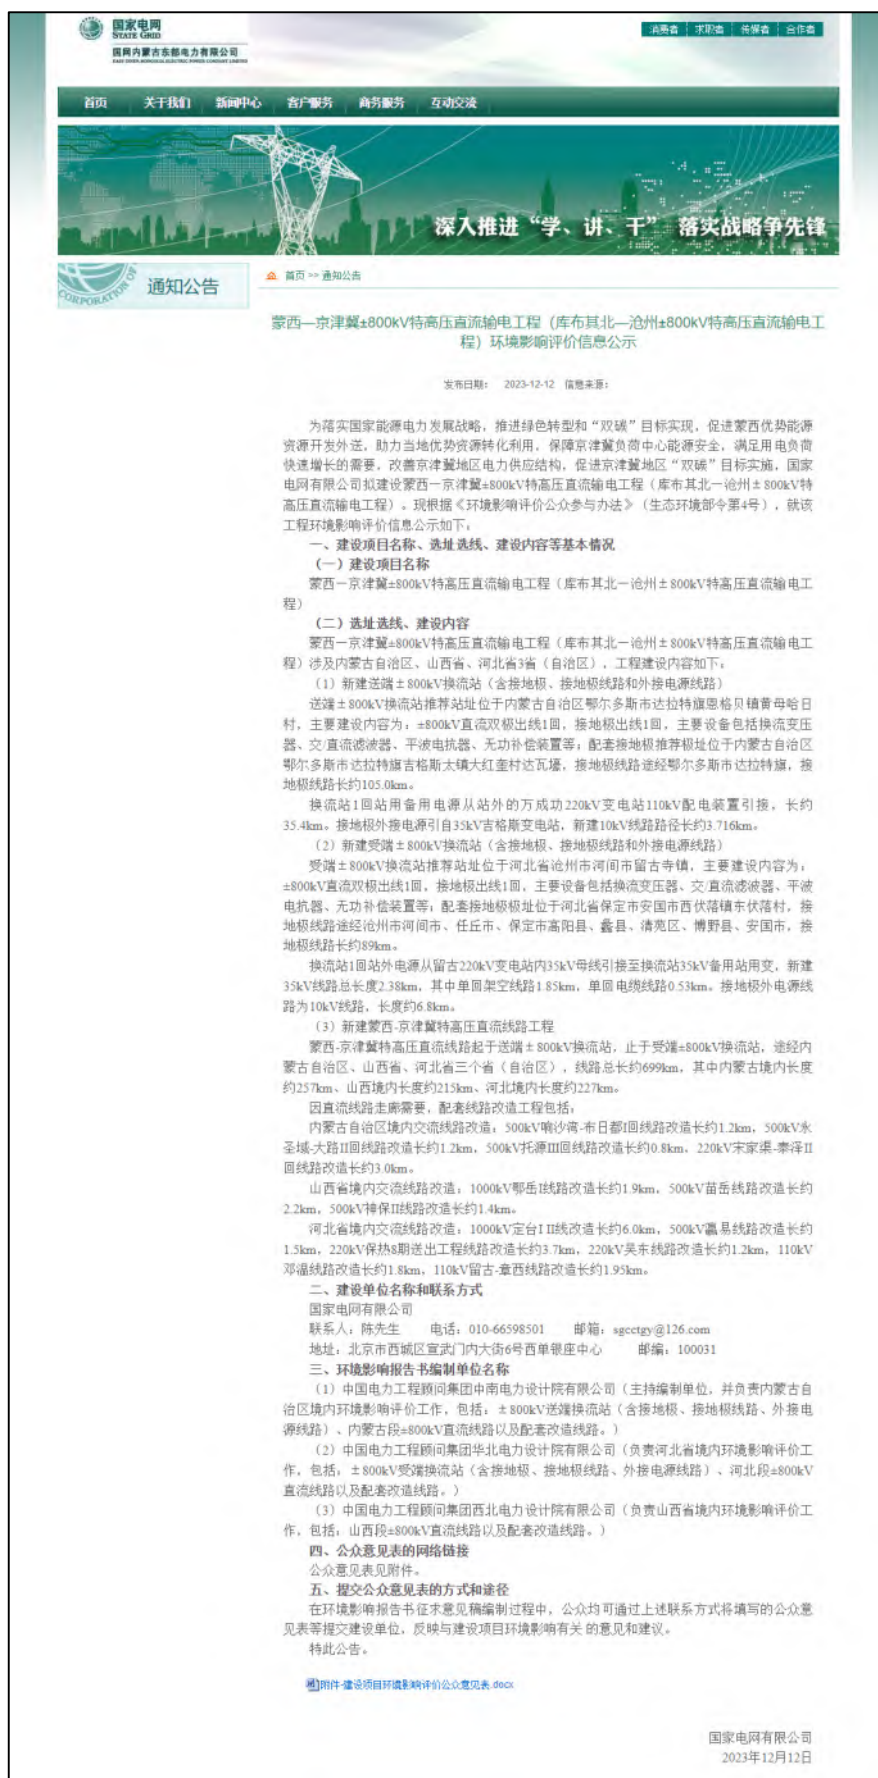 国家电网
STATE GRID
国网内蒙古东部电力有限公司
EAST INNER MONGOLIA ELECTRIC POWER COMPANY LIMITED
消费者 求职者 传媒者 合作者
首页 关于我们 新闻中心 客户服务 商务服务 互动交流
深入推进“学、讲、干” 落实战略争先锋
CORPORATION OF
通知公告
首页 >> 通知公告
蒙西—京津冀±800kV特高压直流输电工程（库布其北—沧州±800kV特高压直流输电工
程）环境影响评价信息公示
发布日期： 2023-12-12 信息来源：
为落实国家能源电力发展战略，推进绿色转型和“双碳”目标实现，促进蒙西优势能源
资源开发外送，助力当地优势资源转化利用，保障京津冀负荷中心能源安全，满足用电负荷
快速增长的需要，改善京津冀地区电力供应结构，促进京津冀地区“双碳”目标实施，国家
电网有限公司拟建设蒙西一京津冀±800kV特高压直流输电工程（库布其北一沧州±800kV特
高压直流输电工程）。现根据《环境影响评价公众参与办法》（生态环境部令第4号），就该
工程环境影响评价信息公示如下：
一、建设项目名称、选址选线、建设内容等基本情况
（一）建设项目名称
蒙西一京津冀±800kV特高压直流输电工程（库布其北一沧州±800kV特高压直流输电工
程）
（二）选址选线、建设内容
蒙西一京津冀±800kV特高压直流输电工程（库布其北一沧州±800kV特高压直流输电工
程）涉及内蒙古自治区、山西省、河北省3省（自治区），工程建设内容如下：
（1）新建送端±800kV换流站（含接地极、接地极线路和外接电源线路）
送端±800kV换流站推荐站址位于内蒙古自治区鄂尔多斯市达拉特旗恩格贝镇黄母哈日
村，主要建设内容为：±800kV直流双极出线1回，接地极出线1回，主要设备包括换流变压
器、交/直流滤波器、平波电抗器、无功补偿装置等；配套接地极推荐极址位于内蒙古自治区
鄂尔多斯市达拉特旗吉格斯太镇大红奎村达瓦壕，接地极线路途经鄂尔多斯市达拉特旗，接
地极线路长约105.0km。
换流站1回站用备用电源从站外的万成功220kV变电站110kV配电装置引接，长约
35.4km。接地极外接电源引自35kV吉格斯变电站，新建10kV线路路径长约3.716km。
（2）新建受端±800kV换流站（含接地极、接地极线路和外接电源线路）
受端±800kV换流站推荐站址位于河北省沧州市河间市留古寺镇，主要建设内容为：
±800kV直流双极出线1回，接地极出线1回，主要设备包括换流变压器、交/直流滤波器、平波
电抗器、无功补偿装置等；配套接地极极址位于河北省保定市安国市西伏落镇东伏落村，接
地极线路途经沧州市河间市、任丘市、保定市高阳县、蠡县、清苑区、博野县、安国市，接
地极线路长约89km。
换流站1回站外电源从留古220kV变电站内35kV母线引接至换流站35kV备用站用变，新建
35kV线路总长度2.38km，其中单回架空线路1.85km，单回电缆线路0.53km。接地极外电源线
路为10kV线路，长度约6.8km。
（3）新建蒙西-京津冀特高压直流线路工程
蒙西-京津冀特高压直流线路起于送端±800kV换流站，止于受端±800kV换流站，途经内
蒙古自治区、山西省、河北省三个省（自治区），线路总长约699km，其中内蒙古境内长度
约257km、山西境内长度约215km、河北境内长度约227km。
因直流线路走廊需要，配套线路改造工程包括：
内蒙古自治区境内交流线路改造：500kV响沙湾-布日都I回线路改造长约1.2km，500kV永
圣域-大路II回线路改造长约1.2km，500kV托源III回线路改造长约0.8km，220kV宋家渠-泰泽II
回线路改造长约3.0km。
山西省境内交流线路改造：1000kV鄂岳I线路改造长约1.9km，500kV苗岳线路改造长约
2.2km，500kV神保II线路改造长约1.4km。
河北省境内交流线路改造：1000kV定台I II线改造长约6.0km，500kV瀛易线路改造长约
1.5km，220kV保热8期送出工程线路改造长约3.7km，220kV吴东线路改造长约1.2km，110kV
邓温线路改造长约1.8km，110kV留古-章西线路改造长约1.95km。
二、建设单位名称和联系方式
国家电网有限公司
联系人：陈先生 电话：010-66598501 邮箱：sgcctgy@126.com
地址：北京市西城区宣武门内大街6号西单银座中心 邮编：100031
三、环境影响报告书编制单位名称
（1）中国电力工程顾问集团中南电力设计院有限公司（主持编制单位，并负责内蒙古自
治区境内环境影响评价工作，包括：±800kV送端换流站（含接地极、接地极线路、外接电
源线路）、内蒙古段±800kV直流线路以及配套改造线路。）
（2）中国电力工程顾问集团华北电力设计院有限公司（负责河北省境内环境影响评价工
作，包括：±800kV受端换流站（含接地极、接地极线路、外接电源线路）、河北段±800kV
直流线路以及配套改造线路。）
（3）中国电力工程顾问集团西北电力设计院有限公司（负责山西省境内环境影响评价工
作，包括：山西段±800kV直流线路以及配套改造线路。）
四、公众意见表的网络链接
公众意见表见附件。
五、提交公众意见表的方式和途径
在环境影响报告书征求意见稿编制过程中，公众均可通过上述联系方式将填写的公众意
见表等提交建设单位，反映与建设项目环境影响有关 的意见和建议。
特此公告。
附件-建设项目环境影响评价公众意见表.docx
国家电网有限公司
2023年12月12日